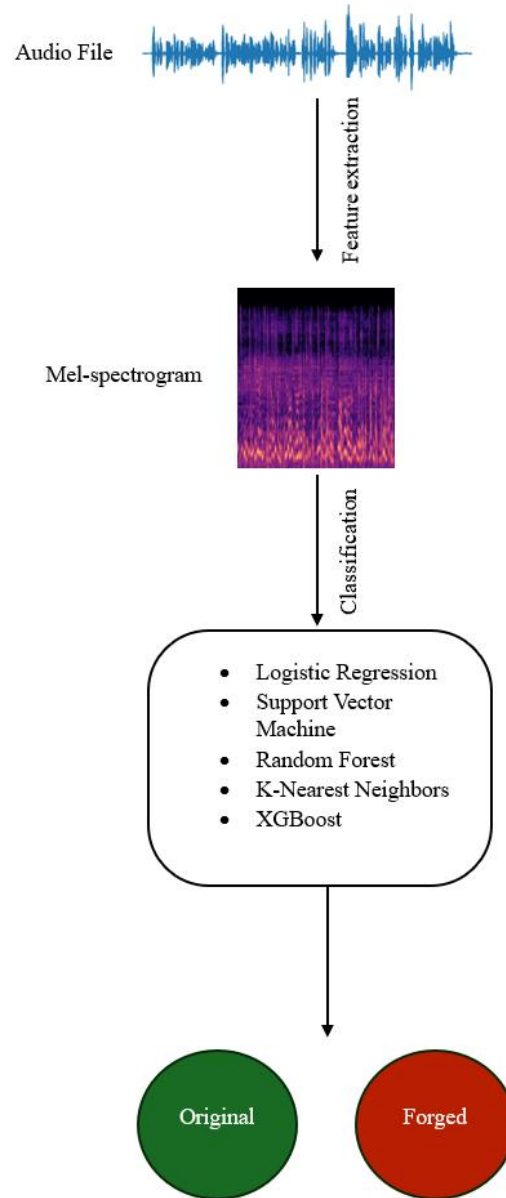 Audio File
Feature extraction
Mel-spectrogram
Classification
• Logistic Regression
• Support Vector
Machine
• Random Forest
• K-Nearest Neighbors
• XGBoost
Original
Forged